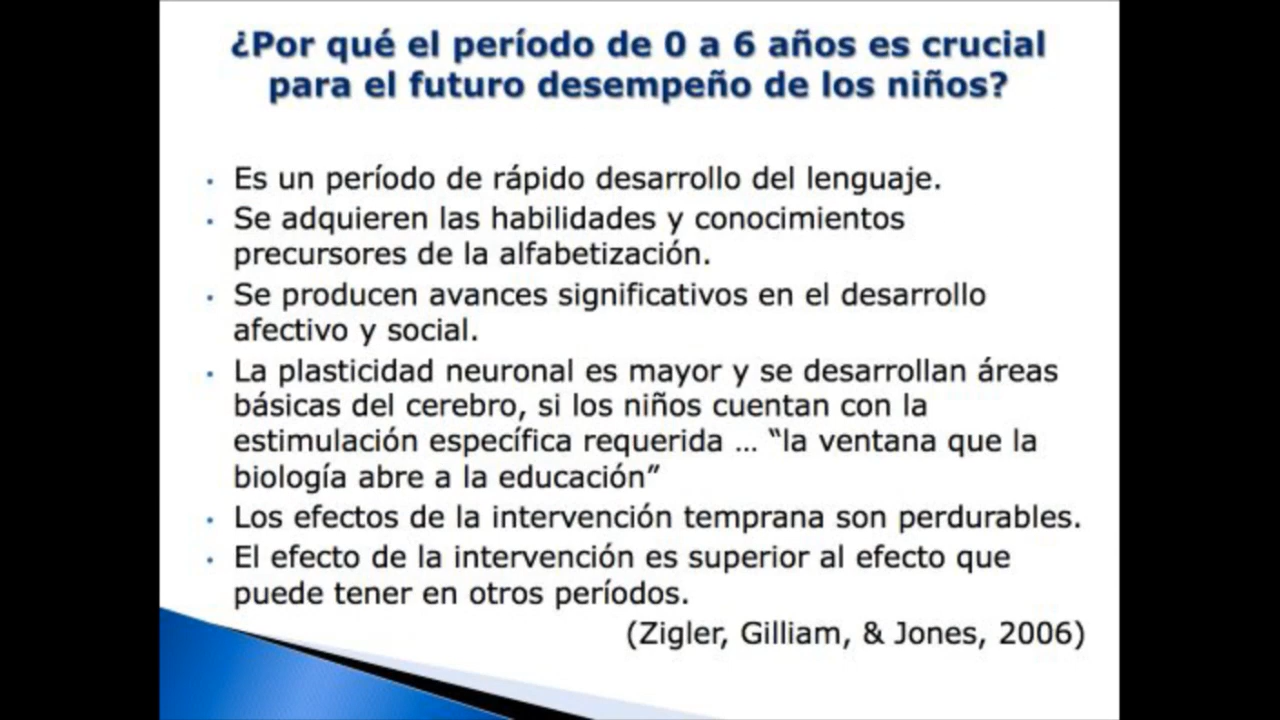 ¿Por qué el período de 0 a 6 años es crucial
para el futuro desempeño de los niños?
• Es un período de rápido desarrollo del lenguaje.
• Se adquieren las habilidades y conocimientos
precursores de la alfabetización.
• Se producen avances significativos en el desarrollo
afectivo y social.
• La plasticidad neuronal es mayor y se desarrollan áreas
básicas del cerebro, si los niños cuentan con la
estimulación específica requerida … “la ventana que la
biología abre a la educación”
• Los efectos de la intervención temprana son perdurables.
• El efecto de la intervención es superior al efecto que
puede tener en otros períodos.
(Zigler, Gilliam, & Jones, 2006)